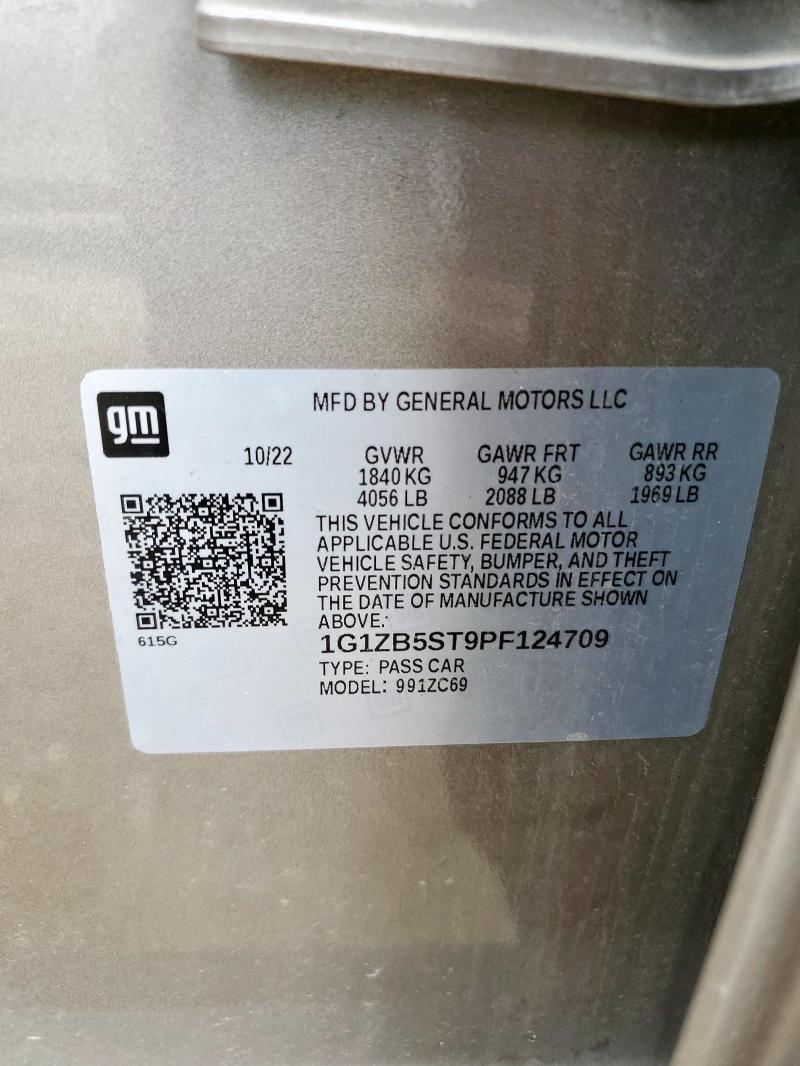 gm
MFD BY GENERAL MOTORS LLC
10/22 GVWR GAWR FRT GAWR RR
1840 KG 947 KG 893 KG
4056 LB 2088 LB 1969 LB
THIS VEHICLE CONFORMS TO ALL
APPLICABLE U.S. FEDERAL MOTOR
VEHICLE SAFETY, BUMPER, AND THEFT
PREVENTION STANDARDS IN EFFECT ON
THE DATE OF MANUFACTURE SHOWN
ABOVE.
615G
1G1ZB5ST9PF124709
TYPE: PASS CAR
MODEL: 991ZC69